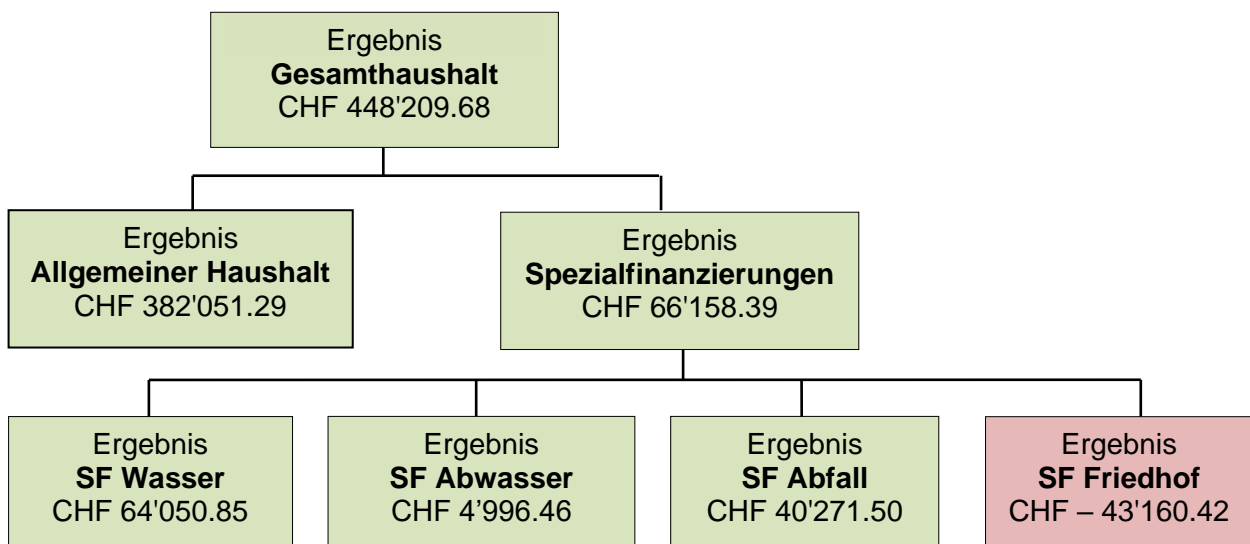 Ergebnis
Gesamthaushalt
CHF 448'209.68
Ergebnis
Allgemeiner Haushalt
CHF 382'051.29
Ergebnis
Spezialfinanzierungen
CHF 66'158.39
Ergebnis
SF Wasser
CHF 64'050.85
Ergebnis
SF Abwasser
CHF 4’996.46
Ergebnis
SF Abfall
CHF 40'271.50
Ergebnis
SF Friedhof
CHF – 43'160.42